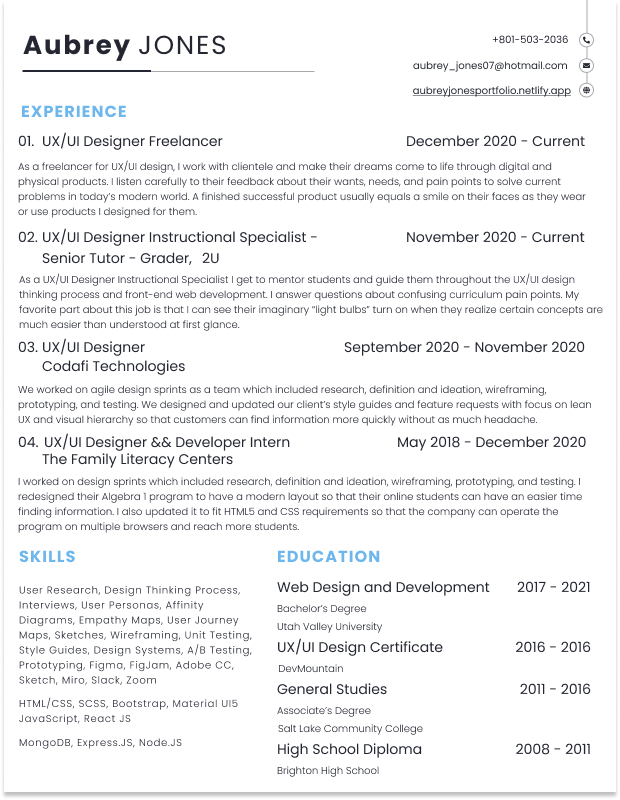 Aubrey JONES
+801-503-2036
aubrey_jones07@hotmail.com
aubreyjonesportfolio.netlify.app
EXPERIENCE
01. UX/UI Designer Freelancer December 2020 - Current
As a freelancer for UX/UI design, I work with clientele and make their dreams come to life through digital and
physical products. I listen carefully to their feedback about their wants, needs, and pain points to solve current
problems in today's modern world. A finished successful product usually equals a smile on their faces as they wear
or use products I designed for them.
02. UX/UI Designer Instructional Specialist - November 2020 - Current
Senior Tutor - Grader, 2U
As a UX/UI Designer Instructional Specialist I get to mentor students and guide them throughout the UX/UI design
thinking process and front-end web development. I answer questions about confusing curriculum pain points. My
favorite part about this job is that I can see their imaginary "light bulbs" turn on when they realize certain concepts are
much easier than understood at first glance.
03. UX/UI Designer September 2020 - November 2020
Codafi Technologies
We worked on agile design sprints as a team which included research, definition and ideation, wireframing,
prototyping, and testing. We designed and updated our client's style guides and feature requests with focus on lean
UX and visual hierarchy so that customers can find information more quickly without as much headache.
04. UX/UI Designer && Developer Intern May 2018 - December 2020
The Family Literacy Centers
I worked on design sprints which included research, definition and ideation, wireframing, prototyping, and testing. I
redesigned their Algebra 1 program to have a modern layout so that their online students can have an easier time
finding information. I also updated it to fit HTML5 and CSS requirements so that the company can operate the
program on multiple browsers and reach more students.
SKILLS
User Research, Design Thinking Process,
Interviews, User Personas, Affinity
Diagrams, Empathy Maps, User Journey
Maps, Sketches, Wireframing, Unit Testing,
Style Guides, Design Systems, A/B Testing,
Prototyping, Figma, FigJam, Adobe CC,
Sketch, Miro, Slack, Zoom
HTML/CSS, SCSS, Bootstrap, Material UI5
JavaScript, React JS
MongoDB, Express.JS, Node.JS
EDUCATION
Web Design and Development 2017 - 2021
Bachelor's Degree
Utah Valley University
UX/UI Design Certificate 2016 - 2016
DevMountain
General Studies 2011 - 2016
Associate's Degree
Salt Lake Community College
High School Diploma 2008 - 2011
Brighton High School